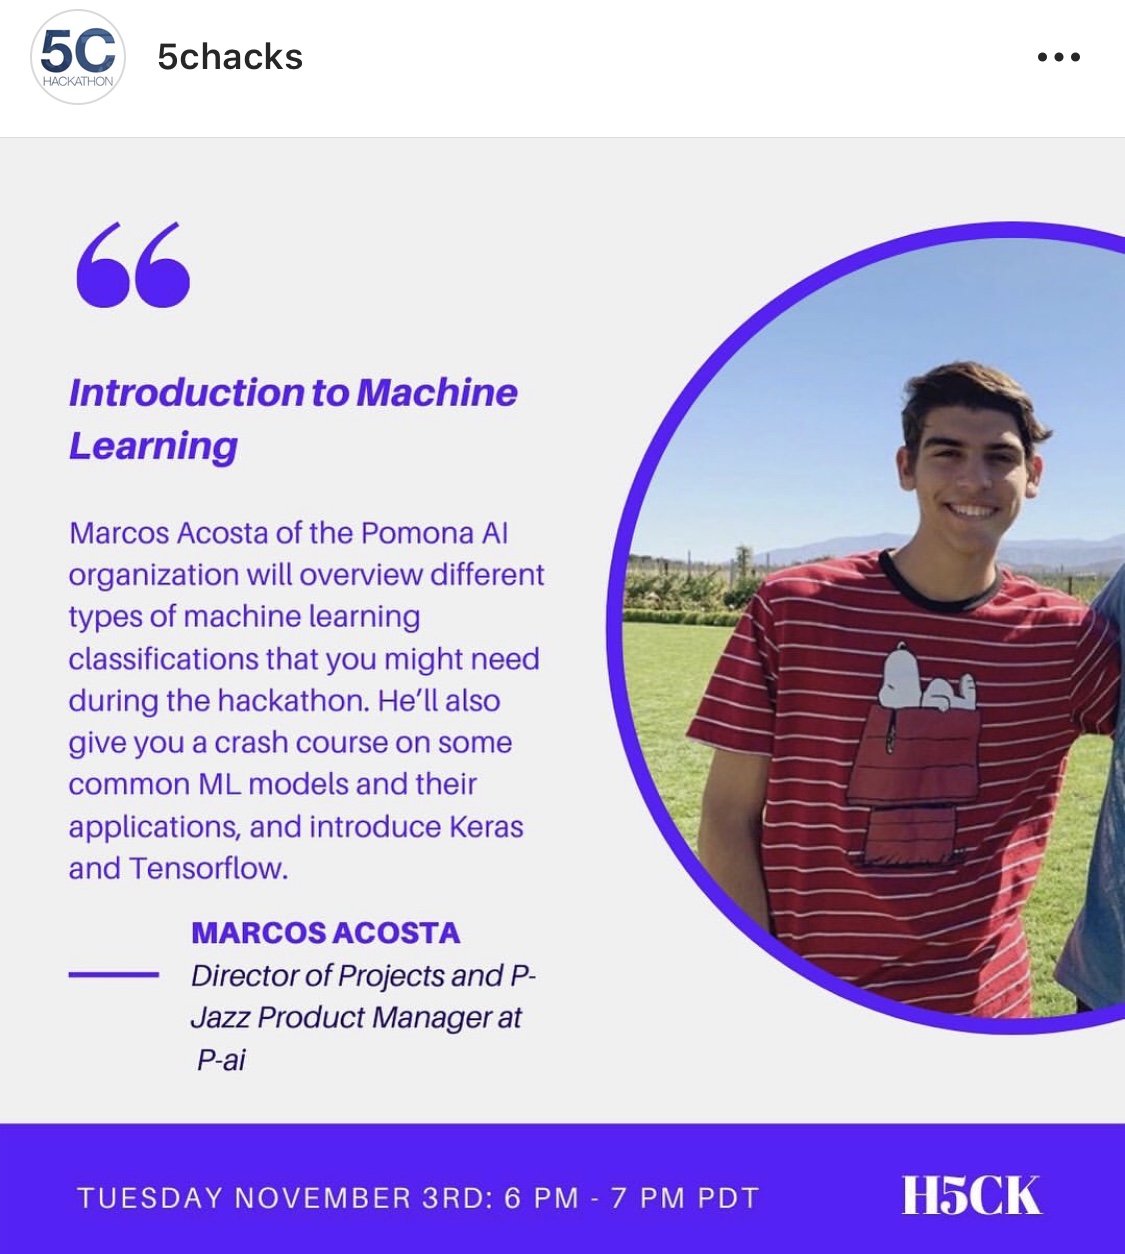 5C
HACKATHON
5chacks
Introduction to Machine
Learning
Marcos Acosta of the Pomona AI
organization will overview different
types of machine learning
classifications that you might need
during the hackathon. He’ll also
give you a crash course on some
common ML models and their
applications, and introduce Keras
and Tensorflow.
MARCOS ACOSTA
Director of Projects and P-
Jazz Product Manager at
P-ai
TUESDAY NOVEMBER 3RD: 6 PM - 7 PM PDT
H5CK